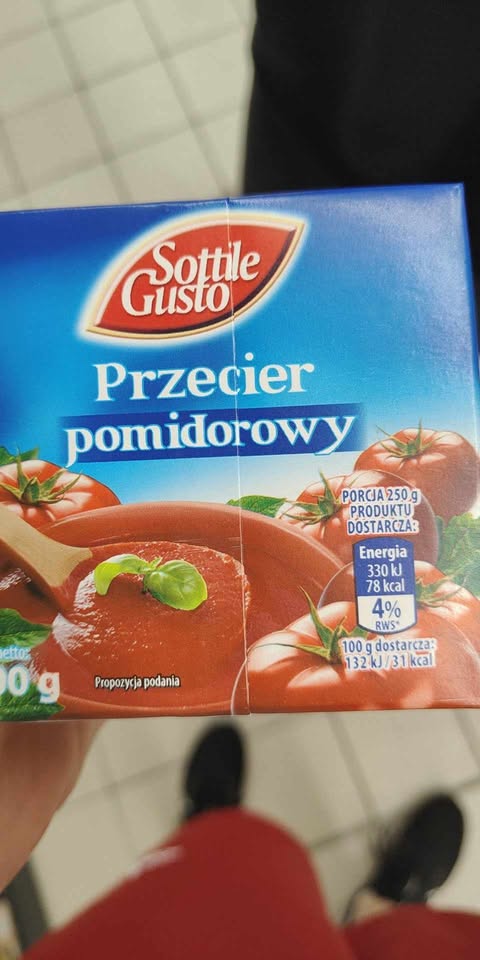 Sottile
Gusto
Przecier
pomidorowy
PORCJA 250 g
PRODUKTU
DOSTARCZA:
Energia
330 kJ
78 kcal
4%
RWS*
100 g dostarcza:
132 kJ / 31 kcal
Propozycja podania